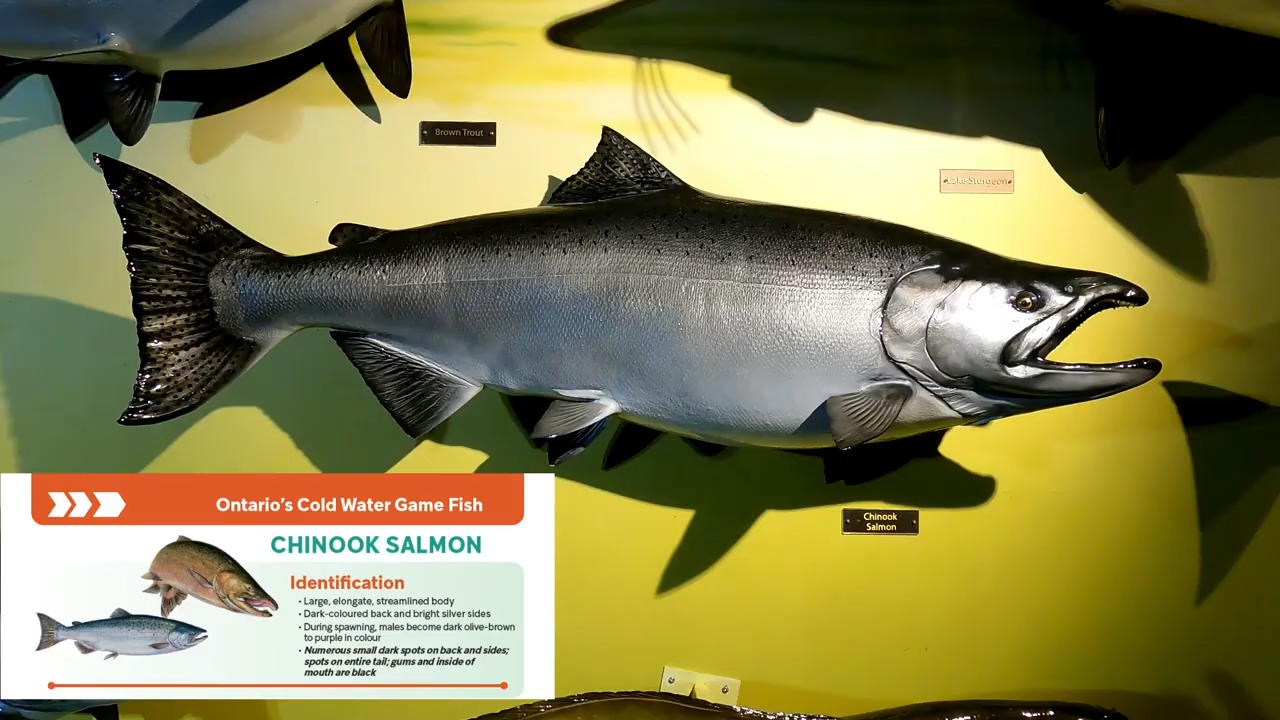 Brown Trout
Lake Sturgeon
Chinook
Salmon
Ontario's Cold Water Game Fish
CHINOOK SALMON
Identification
• Large, elongate, streamlined body
• Dark-coloured back and bright silver sides
• During spawning, males become dark olive-brown
to purple in colour
• Numerous small dark spots on back and sides;
spots on entire tail; gums and inside of
mouth are black